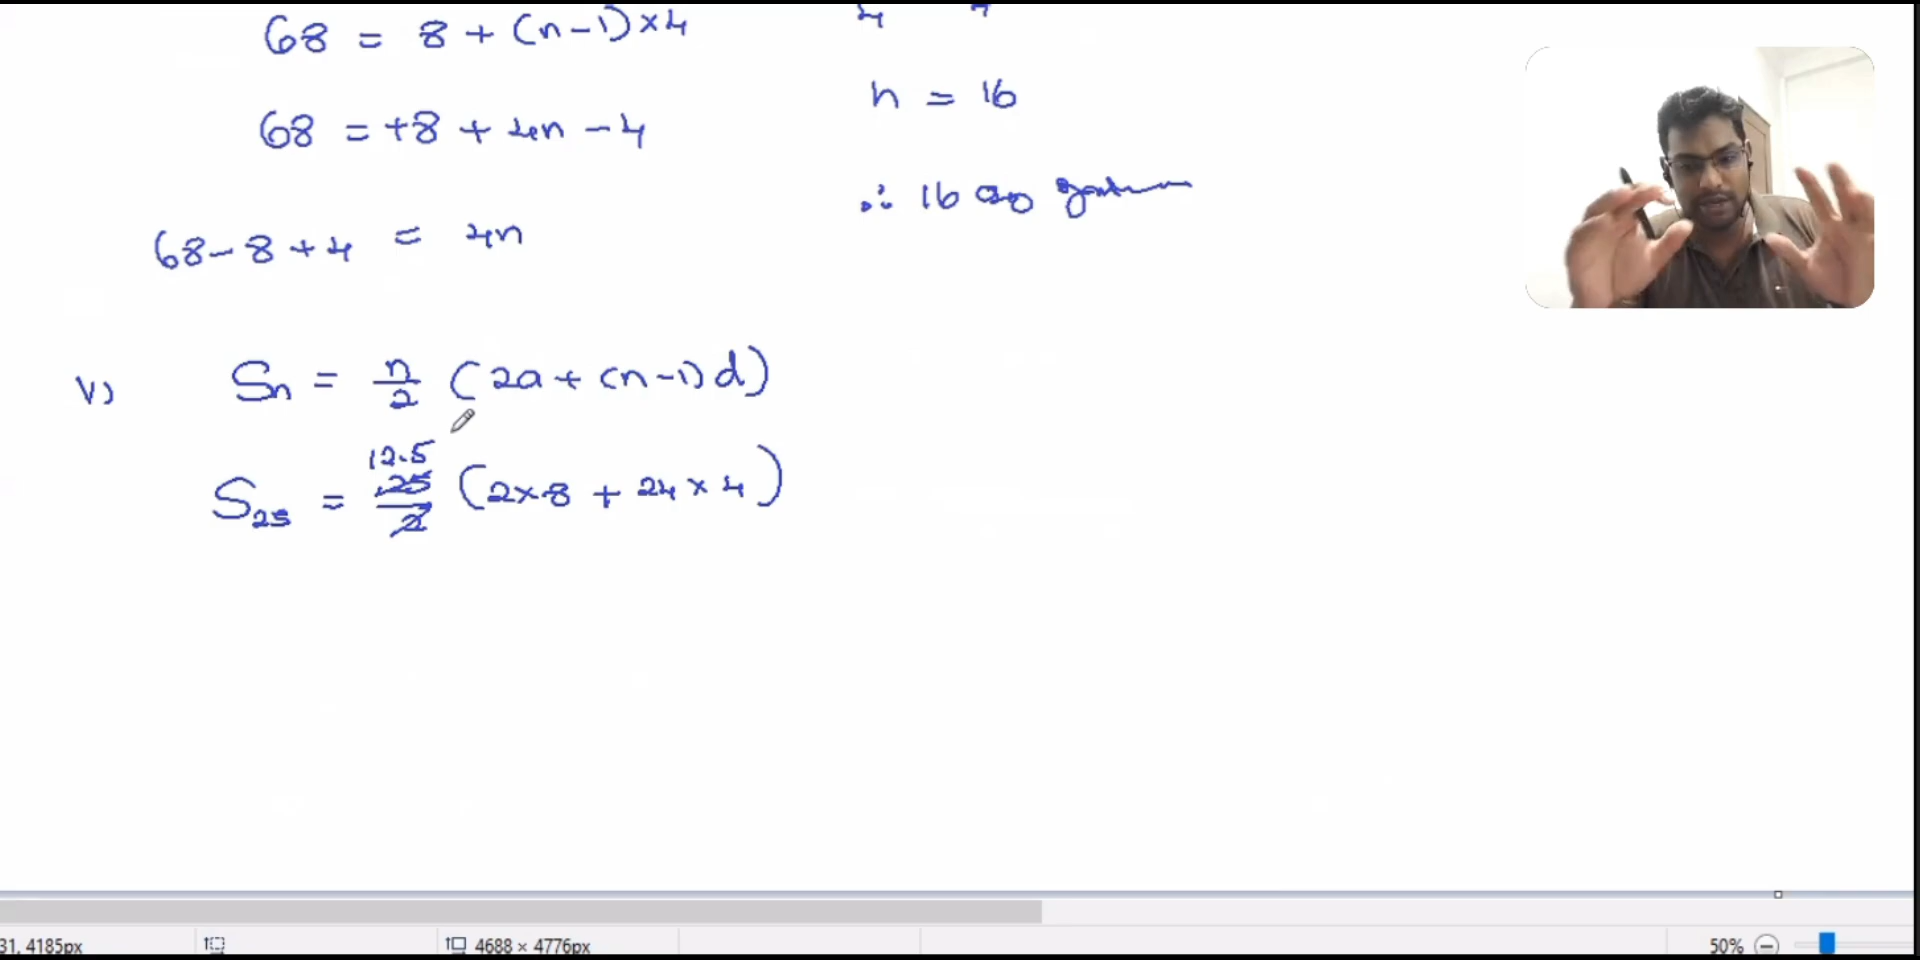 68 = 8 + (n-1)×4
68 = +8 + 4n - 4
68 - 8 + 4 = 4n
4
n = 16
∴ 16
v) Sn = n/2 (2a + (n-1)d)
12.5
S25 = 25/2 (2×8 + 24×4)
31, 4185px
4688 × 4776px
50%